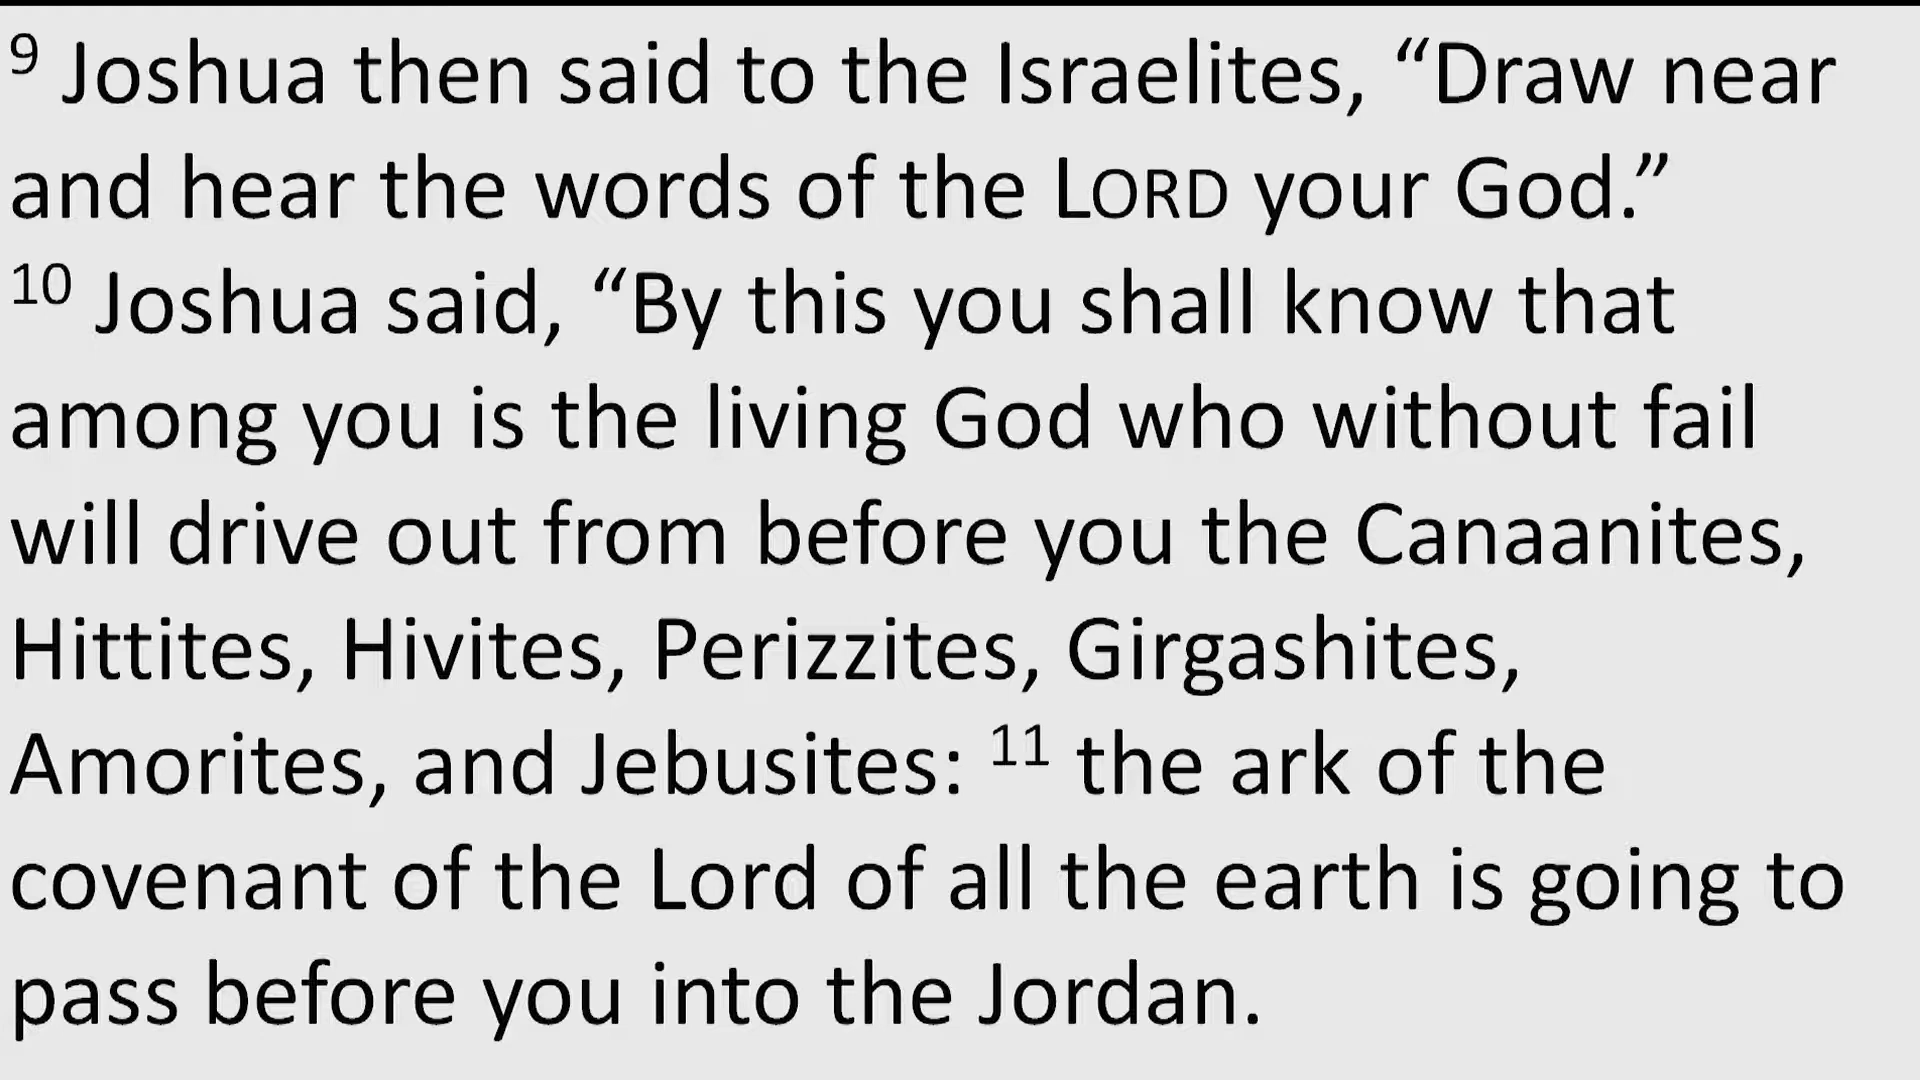 9 Joshua then said to the Israelites, “Draw near
and hear the words of the LORD your God.”
10 Joshua said, “By this you shall know that
among you is the living God who without fail
will drive out from before you the Canaanites,
Hittites, Hivites, Perizzites, Girgashites,
Amorites, and Jebusites: 11 the ark of the
covenant of the Lord of all the earth is going to
pass before you into the Jordan.